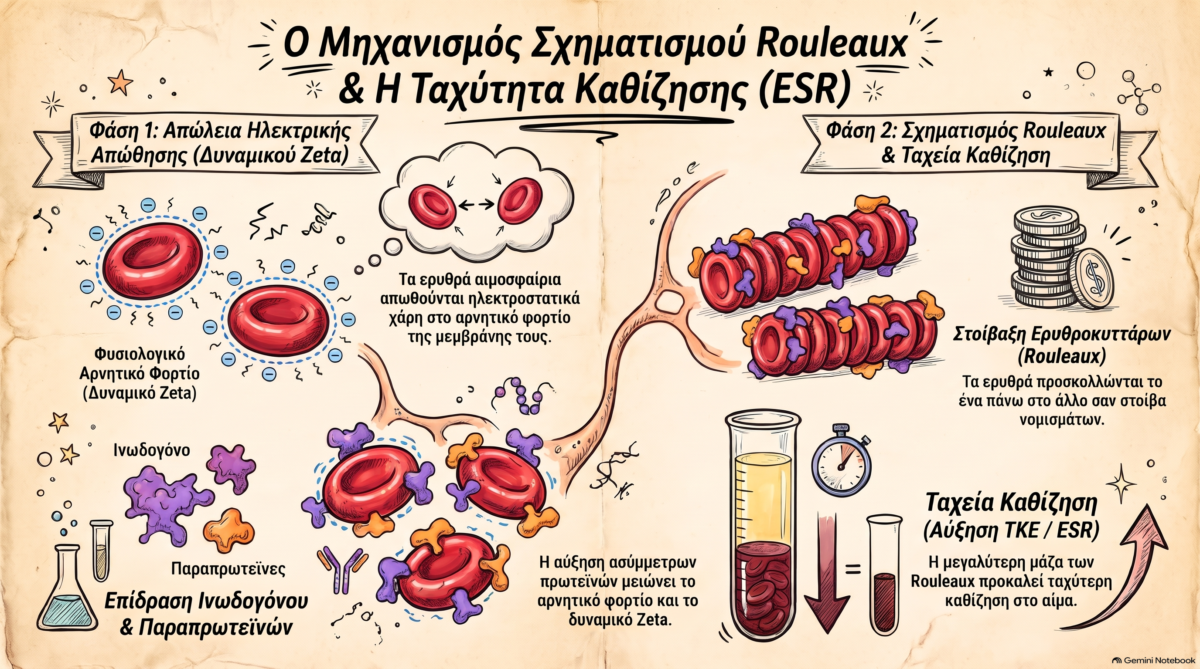 Ο Μηχανισμός Σχηματισμού Rouleaux
& Η Ταχύτητα Καθίζησης (ESR)
Φάση 1: Απώλεια Ηλεκτρικής
Απώθησης (Δυναμικού Zeta)
Τα ερυθρά αιμοσφαίρια
απωθούνται ηλεκτροστατικά
χάρη στο αρνητικό φορτίο
της μεμβράνης τους.
Φυσιολογικό
Αρνητικό Φορτίο
(Δυναμικό Zeta)
Ινωδογόνο
Παραπρωτεϊνες
Επίδραση Ινωδογόνου
& Παραπρωτεϊνών
Η αύξηση ασύμμετρων
πρωτεϊνών μειώνει το
αρνητικό φορτίο και το
δυναμικό Zeta.
Φάση 2: Σχηματισμός Rouleaux
& Ταχεία Καθίζηση
Στοίβαξη Ερυθροκυττάρων
(Rouleaux)
Τα ερυθρά προσκολλώνται το
ένα πάνω στο άλλο σαν στοίβα
νομισμάτων.
Ταχεία Καθίζηση
(Αύξηση ΤΚΕ / ESR)
Η μεγαλύτερη μάζα των
Rouleaux προκαλεί ταχύτερη
καθίζηση στο αίμα.
Gemini Notebook